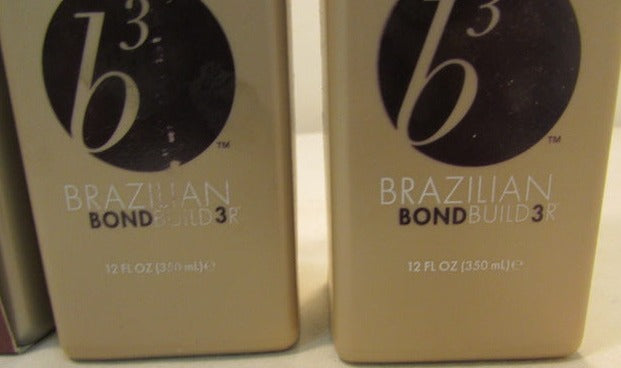 b3
TM
BRAZILIAN
BONDBUILD3R
12 FL OZ (350 mL) ℮
b3
TM
BRAZILIAN
BONDBUILD3R
12 FL OZ (350 mL) ℮